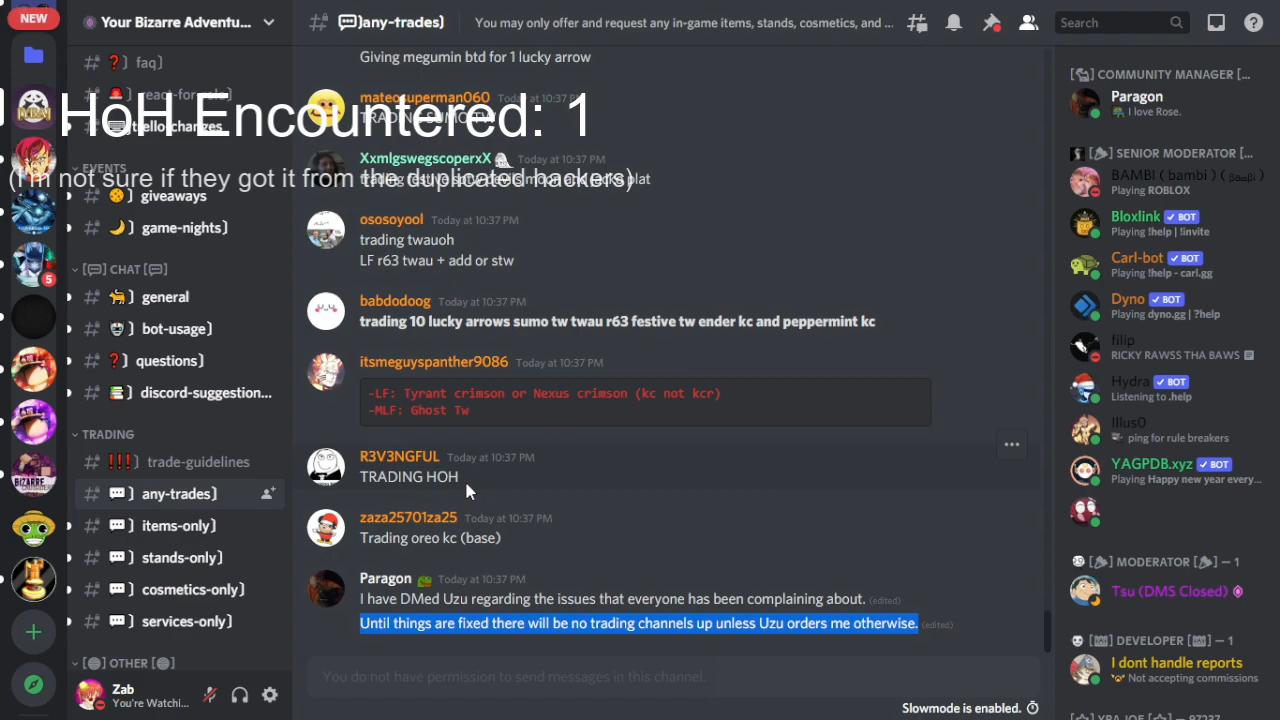 NEW
Your Bizarre Adventu...
any-trades]
You may only offer and request any in-game items, stands, cosmetics, and ...
Search
faq]
hello-changes
HoH Encountered: 1
(I'm not sure if they got it from the duplicated hackers)
EVENTS
giveaways
game-nights]
CHAT
general
bot-usage]
questions]
discord-suggestion...
TRADING
trade-guidelines
any-trades]
items-only]
stands-only]
cosmetics-only]
services-only]
OTHER
5
Zab
You're Watchi...
Giving megumin btd for 1 lucky arrow
mateosuperman060 Today at 10:37 PM
TRADING SUMO TW
XxmlgswegscoperxX Today at 10:37 PM
ososoyool Today at 10:37 PM
trading twauoh
LF r63 twau + add or stw
babdodoog Today at 10:37 PM
trading 10 lucky arrows sumo tw twau r63 festive tw ender kc and peppermint kc
itsmeguyspanther9086 Today at 10:37 PM
-LF: Tyrant crimson or Nexus crimson (kc not kcr)
-MLF: Ghost Tw
R3V3NGFUL Today at 10:37 PM
TRADING HOH
zaza25701za25 Today at 10:37 PM
Trading oreo kc (base)
Paragon Today at 10:37 PM
I have DMed Uzu regarding the issues that everyone has been complaining about. (edited)
Until things are fixed there will be no trading channels up unless Uzu orders me otherwise. (edited)
You do not have permission to send messages in this channel.
Slowmode is enabled.
COMMUNITY MANAGER [...
Paragon
I love Rose.
SENIOR MODERATOR [...
BAMBI ( bambi )
Playing ROBLOX
Bloxlink BOT
Playing !help | !invite
Carl-bot BOT
Playing !help - carl.gg
Dyno BOT
Playing dyno.gg | ?help
filip
RICKY RAWSS THA BAWS
Hydra BOT
Listening to .help
Illus0
ping for rule breakers
YAGPDB.xyz BOT
Playing Happy new year every...
MODERATOR — 1
Tsu (DMS Closed)
DEVELOPER — 1
I dont handle reports
Not accepting commissions